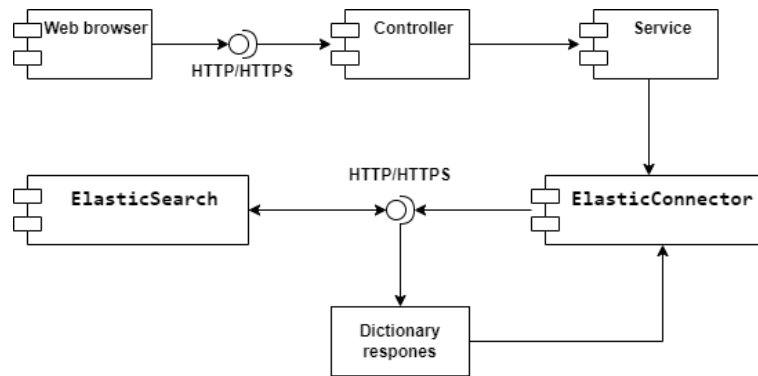 Web browser
Controller
Service
HTTP/HTTPS
HTTP/HTTPS
ElasticSearch
ElasticConnector
Dictionary
respones